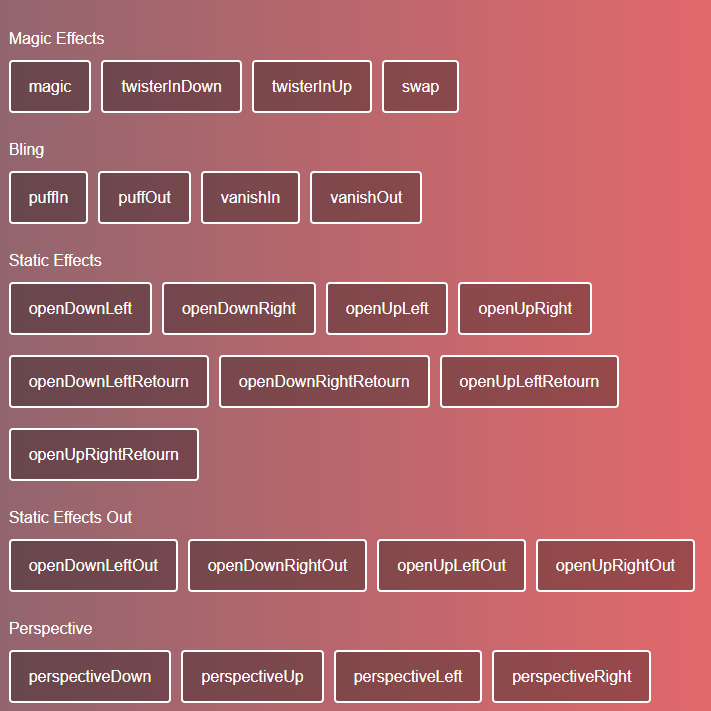 Magic Effects
magic twisterInDown twisterInUp swap
Bling
puffIn puffOut vanishIn vanishOut
Static Effects
openDownLeft openDownRight openUpLeft openUpRight
openDownLeftRetourn openDownRightRetourn openUpLeftRetourn
openUpRightRetourn
Static Effects Out
openDownLeftOut openDownRightOut openUpLeftOut openUpRightOut
Perspective
perspectiveDown perspectiveUp perspectiveLeft perspectiveRight